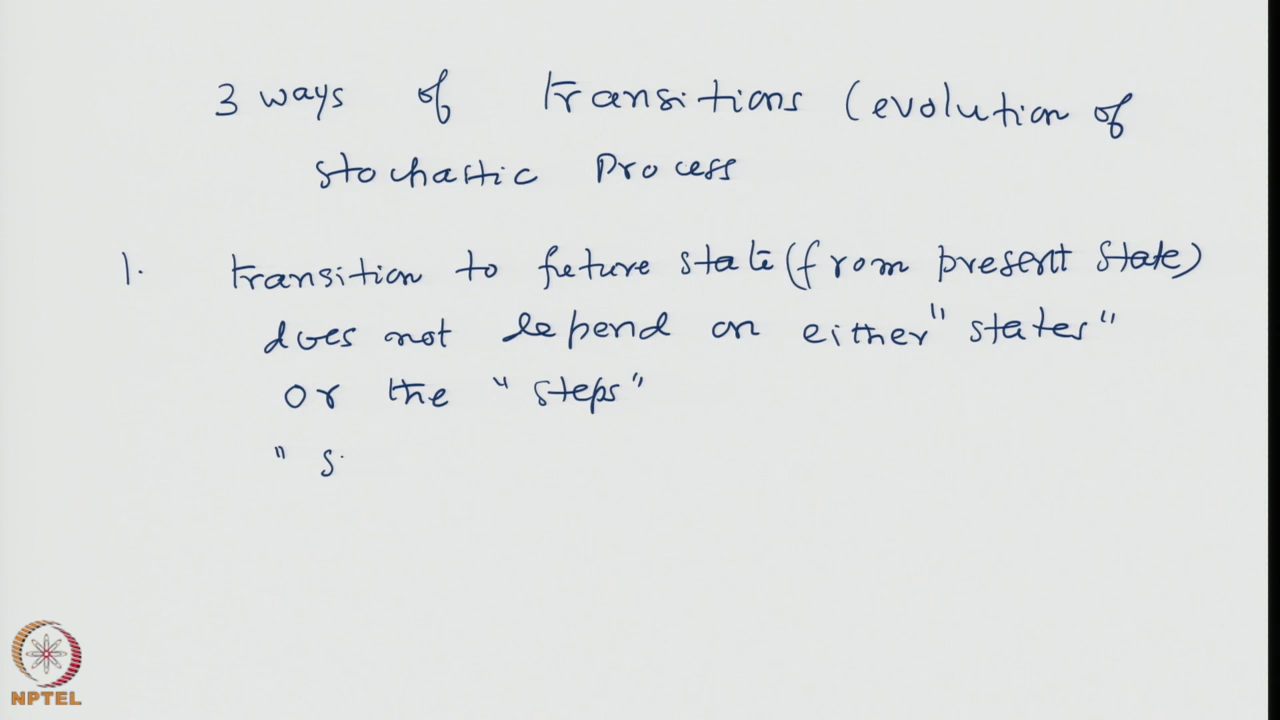 3 ways of transitions (evolution of
stochastic Process
1. transition to future state (from present state)
does not depend on either "states"
or the "steps"
" s
NPTEL